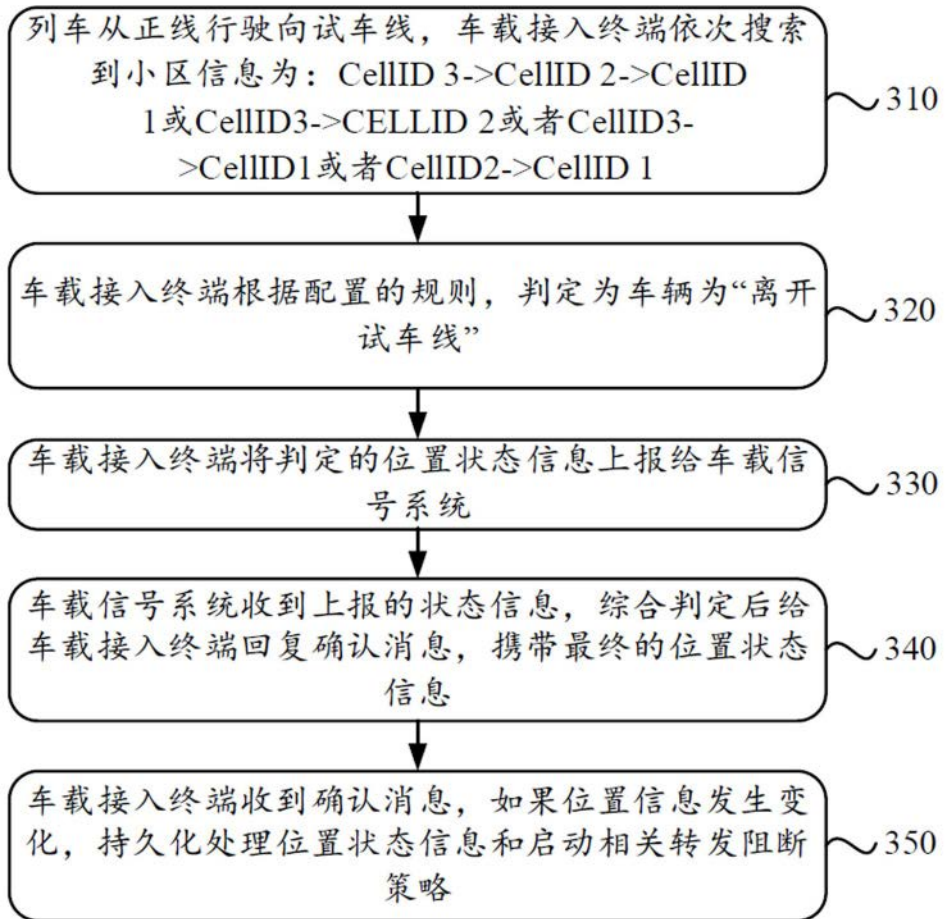 列车从正线行驶向试车线，车载接入终端依次搜索
到小区信息为：CellID 3->CellID 2->CellID
1或CellID3->CELLID 2或者CellID3-
>CellID1或者CellID2->CellID 1
310
车载接入终端根据配置的规则，判定为车辆为“离开
试车线”
320
车载接入终端将判定的位置状态信息上报给车载信
号系统
330
车载信号系统收到上报的状态信息，综合判定后给
车载接入终端回复确认消息，携带最终的位置状态
信息
340
车载接入终端收到确认消息，如果位置信息发生变
化，持久化处理位置状态信息和启动相关转发阻断
策略
350